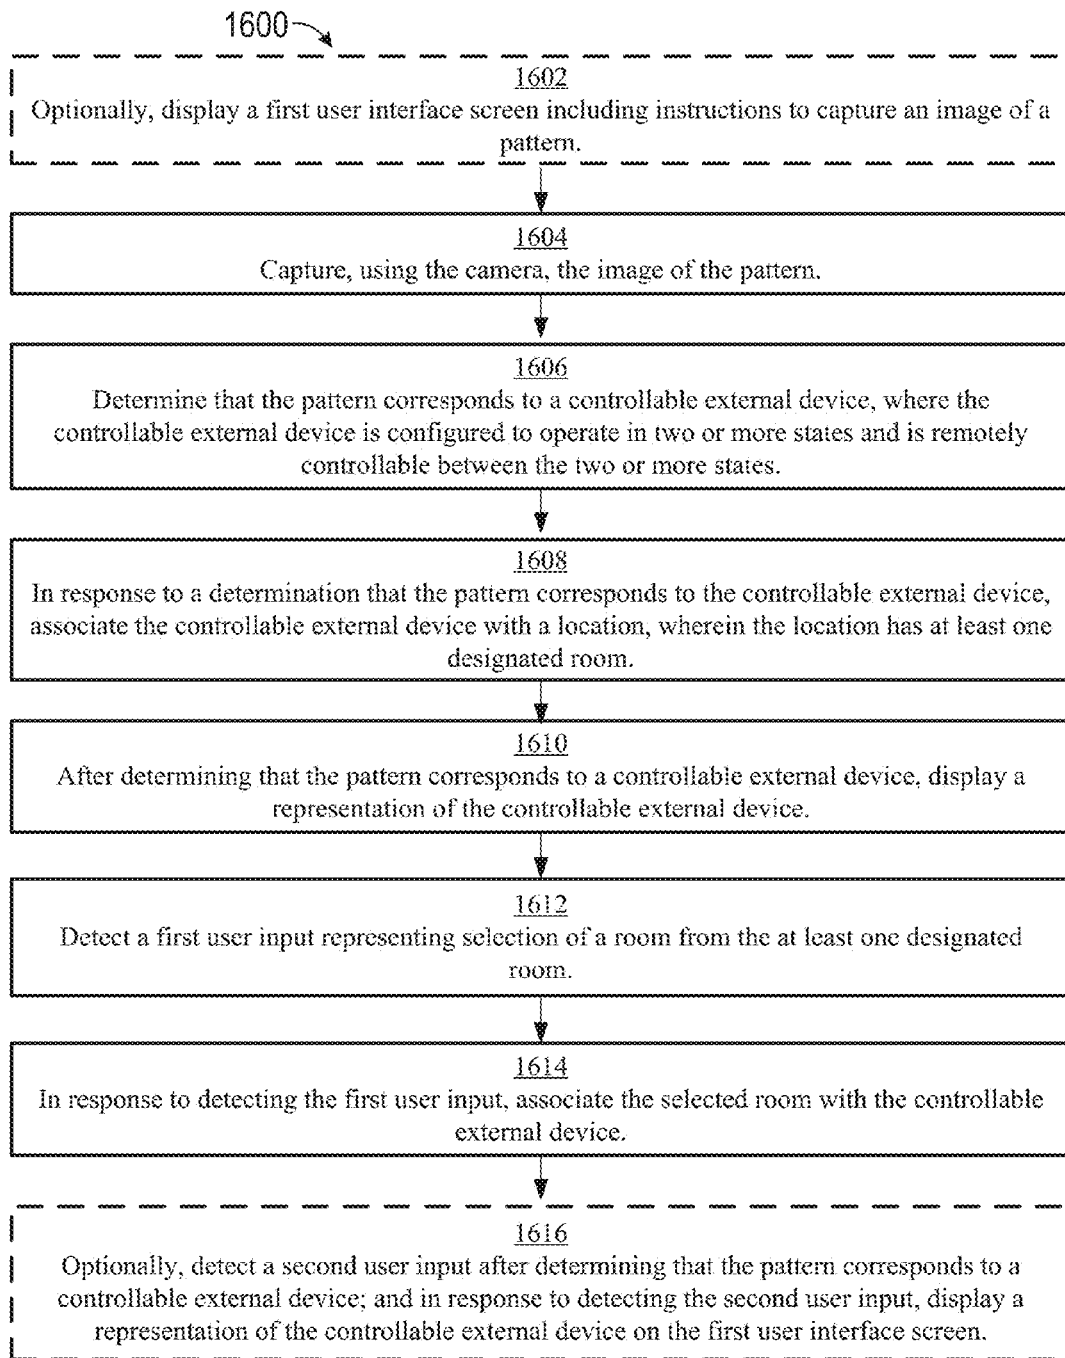 1600
1602
Optionally, display a first user interface screen including instructions to capture an image of a
pattern.
1604
Capture, using the camera, the image of the pattern.
1606
Determine that the pattern corresponds to a controllable external device, where the
controllable external device is configured to operate in two or more states and is remotely
controllable between the two or more states.
1608
In response to a determination that the pattern corresponds to the controllable external device,
associate the controllable external device with a location, wherein the location has at least one
designated room.
1610
After determining that the pattern corresponds to a controllable external device, display a
representation of the controllable external device.
1612
Detect a first user input representing selection of a room from the at least one designated
room.
1614
In response to detecting the first user input, associate the selected room with the controllable
external device.
1616
Optionally, detect a second user input after determining that the pattern corresponds to a
controllable external device; and in response to detecting the second user input, display a
representation of the controllable external device on the first user interface screen.